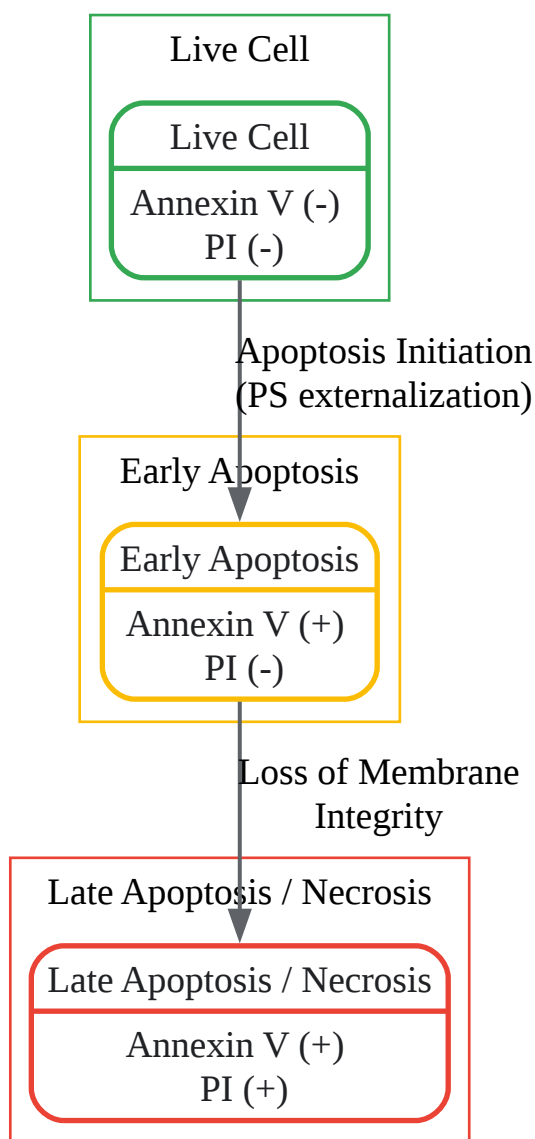 Live Cell
Live Cell
Annexin V (-)
PI (-)
Apoptosis Initiation
(PS externalization)
Early Apoptosis
Early Apoptosis
Annexin V (+)
PI (-)
Loss of Membrane
Integrity
Late Apoptosis / Necrosis
Late Apoptosis / Necrosis
Annexin V (+)
PI (+)